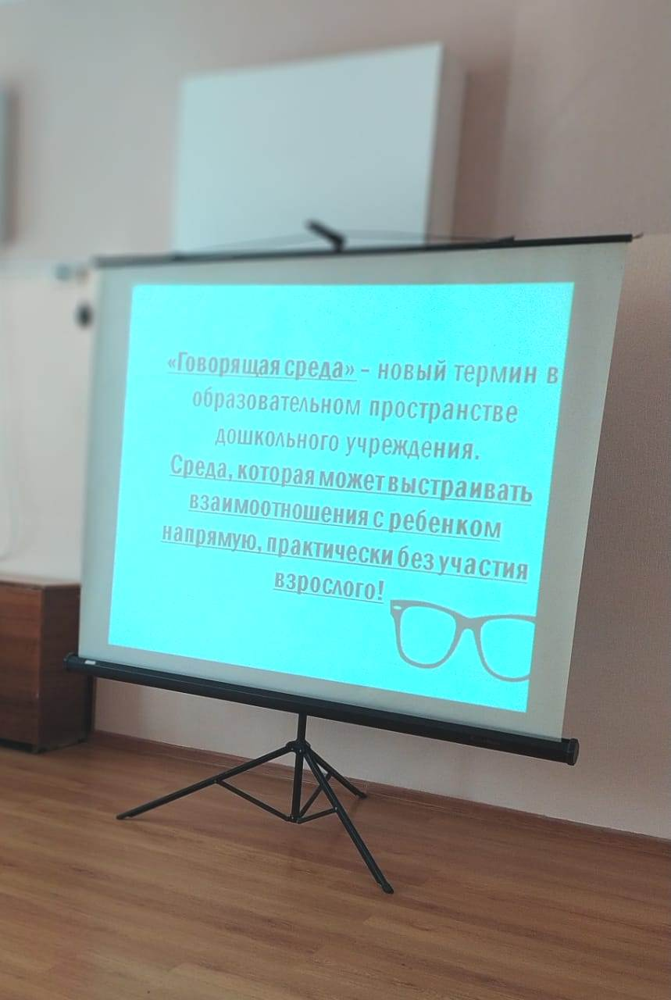 «Говорящая среда» - новый термин в
образовательном пространстве
дошкольного учреждения.
Среда, которая может выстраивать
взаимоотношения с ребенком
напрямую, практически без участия
взрослого!